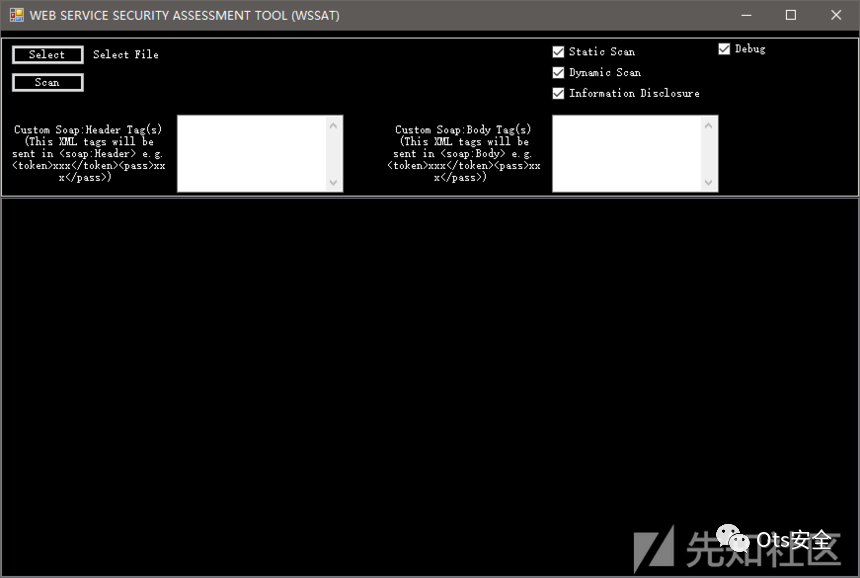 WEB SERVICE SECURITY ASSESSMENT TOOL (WSSAT)
Select
Select File
Scan
Static Scan
Debug
Dynamic Scan
Information Disclosure
Custom Soap:Header Tag(s)
(This XML tags will be
sent in <soap:Header> e.g.
<token>xxx</token><pass>xx
x</pass>)
Custom Soap:Body Tag(s)
(This XML tags will be
sent in <soap:Body> e.g.
<token>xxx</token><pass>xx
x</pass>)
先知社区
Ots安全